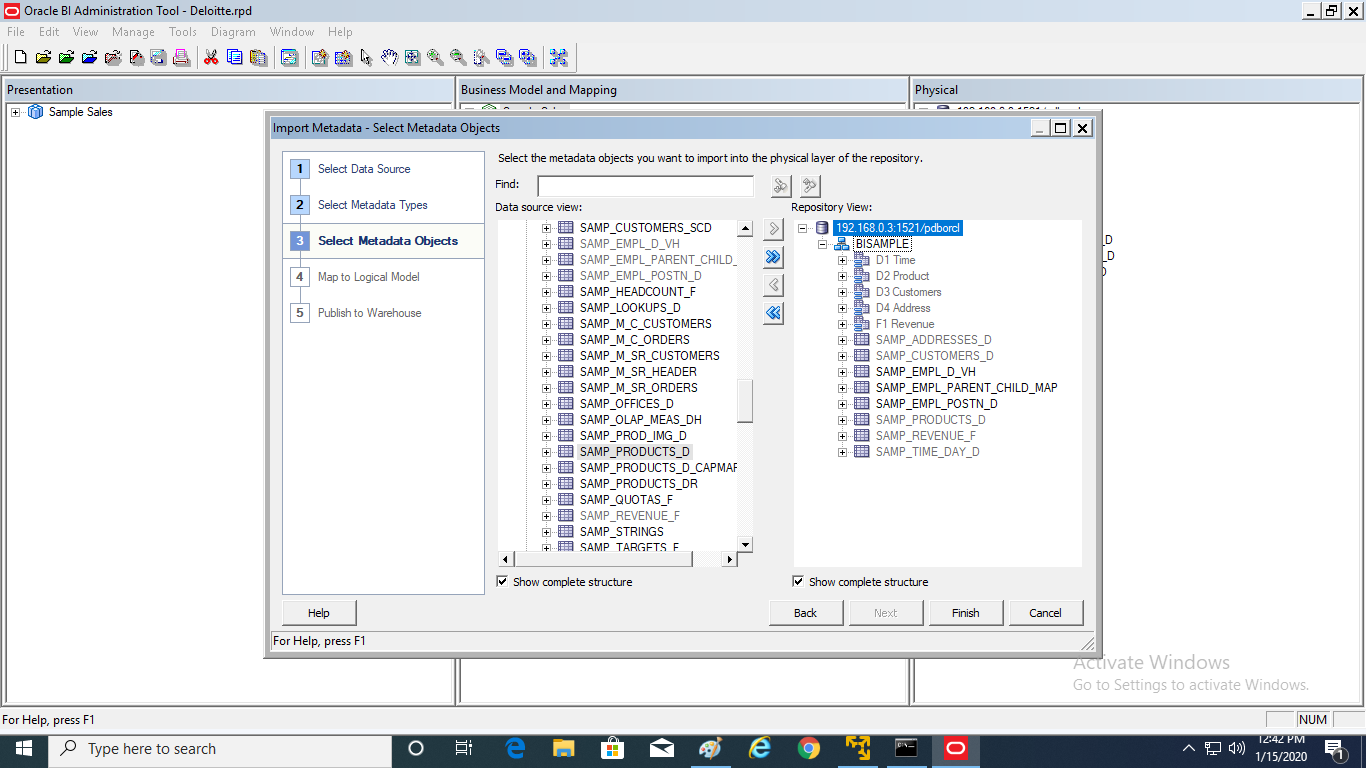 Oracle BI Administration Tool - Deloitte.rpd
File Edit View Manage Tools Diagram Window Help
Presentation
Sample Sales
Business Model and Mapping
Physical
Import Metadata - Select Metadata Objects
1 Select Data Source
2 Select Metadata Types
3 Select Metadata Objects
4 Map to Logical Model
5 Publish to Warehouse
Select the metadata objects you want to import into the physical layer of the repository.
Find:
Data source view:
SAMP_CUSTOMERS_SCD
SAMP_EMPL_D_VH
SAMP_EMPL_PARENT_CHILD_
SAMP_EMPL_POSTN_D
SAMP_HEADCOUNT_F
SAMP_LOOKUPS_D
SAMP_M_C_CUSTOMERS
SAMP_M_C_ORDERS
SAMP_M_SR_CUSTOMERS
SAMP_M_SR_HEADER
SAMP_M_SR_ORDERS
SAMP_OFFICES_D
SAMP_OLAP_MEAS_DH
SAMP_PROD_IMG_D
SAMP_PRODUCTS_D
SAMP_PRODUCTS_D_CAPMAP
SAMP_PRODUCTS_DR
SAMP_QUOTAS_F
SAMP_REVENUE_F
SAMP_STRINGS
SAMP_TARGETS_F
Show complete structure
Repository View:
192.168.0.3:1521/pdborcl
BISAMPLE
D1 Time
D2 Product
D3 Customers
D4 Address
F1 Revenue
SAMP_ADDRESSES_D
SAMP_CUSTOMERS_D
SAMP_EMPL_D_VH
SAMP_EMPL_PARENT_CHILD_MAP
SAMP_EMPL_POSTN_D
SAMP_PRODUCTS_D
SAMP_REVENUE_F
SAMP_TIME_DAY_D
Show complete structure
_D
_D
Help
Back Next Finish Cancel
For Help, press F1
Activate Windows
Go to Settings to activate Windows.
For Help, press F1
NUM
Type here to search
12:42 PM
1/15/2020
1